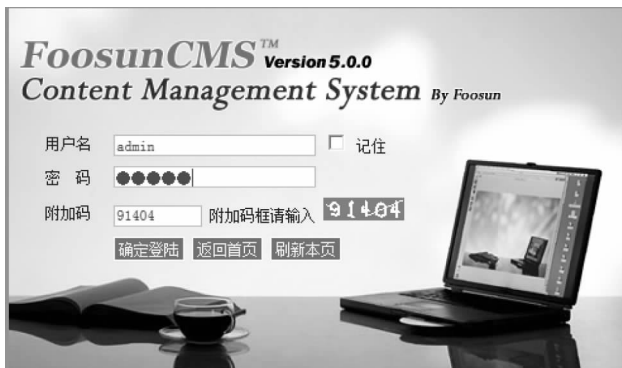 FoosunCMS™ Version 5.0.0
Content Management System By Foosun
用户名 admin 记住
密 码 ●●●●●
附加码 91404 附加码框请输入 91404
确定登陆 返回首页 刷新本页